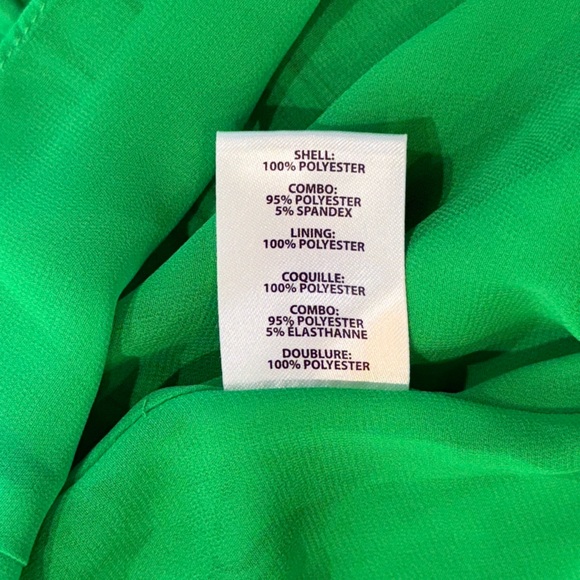 SHELL:
100% POLYESTER
COMBO:
95% POLYESTER
5% SPANDEX
LINING:
100% POLYESTER
COQUILLE:
100% POLYESTER
COMBO:
95% POLYESTER
5% ELASTHANNE
DOUBLURE:
100% POLYESTER